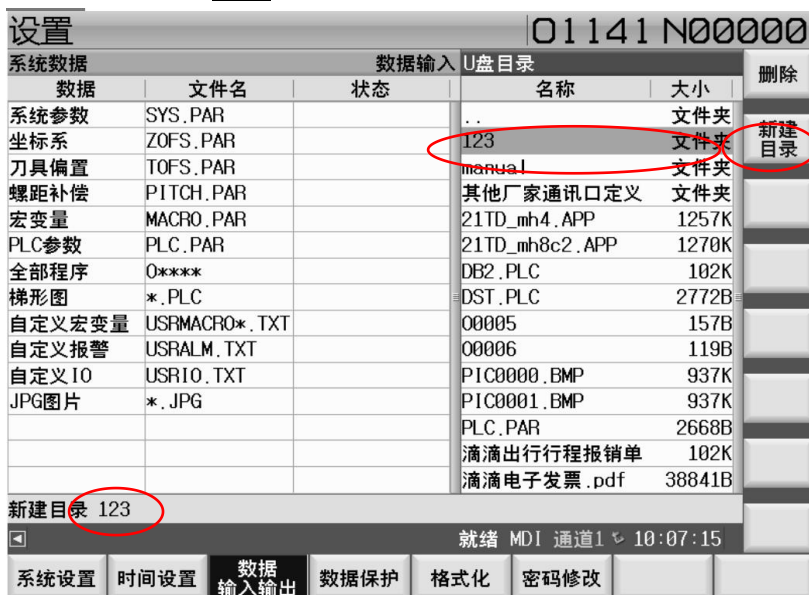 设置 O1141 N00000
系统数据 数据输入 U盘目录
数据 文件名 状态 名称 大小
系统参数 SYS.PAR .. 文件夹
坐标系 ZOFS.PAR 123 文件夹
刀具偏置 TOFS.PAR manual 文件夹
螺距补偿 PITCH.PAR 其他厂家通讯口定义 文件夹
宏变量 MACRO.PAR 21TD_mh4.APP 1257K
PLC参数 PLC.PAR 21TD_mh8c2.APP 1270K
全部程序 O**** DB2.PLC 102K
梯形图 *.PLC DST.PLC 2772B
自定义宏变量 USRMACRO*.TXT O0005 157B
自定义报警 USRALM.TXT O0006 119B
自定义IO USRIO.TXT PIC0000.BMP 937K
JPG图片 *.JPG PIC0001.BMP 937K
PLC.PAR 2668B
滴滴出行行程报销单 102K
滴滴电子发票.pdf 38841B
新建目录 123
就绪 MDI 通道1 10:07:15
系统设置 时间设置 数据输入输出 数据保护 格式化 密码修改
删除
新建
目录